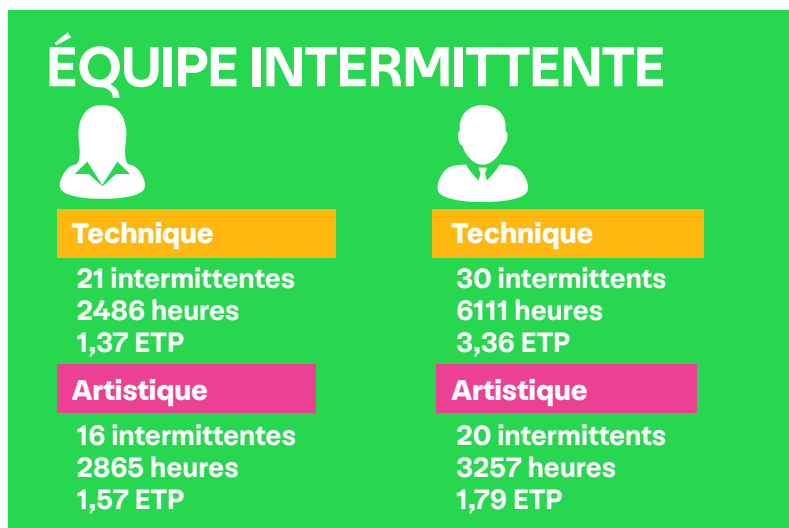 ÉQUIPE INTERMITTENTE
Technique
21 intermittentes
2486 heures
1,37 ETP
Artistique
16 intermittentes
2865 heures
1,57 ETP
Technique
30 intermittents
6111 heures
3,36 ETP
Artistique
20 intermittents
3257 heures
1,79 ETP